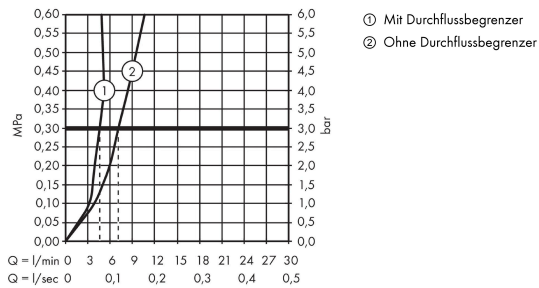 0,60 6,0 ① Mit Durchflussbegrenzer
0,55 5,5 ② Ohne Durchflussbegrenzer
0,50 5,0
0,45 ② 4,5
0,40 ① 4,0
0,35 3,5
MPa 0,30 3,0 bar
0,25 2,5
0,20 2,0
0,15 1,5
0,10 1,0
0,05 0,5
0,00 0,0
Q = l/min 0 3 6 9 12 15 18 21 24 27 30
Q = l/sec 0 0,1 0,2 0,3 0,4 0,5